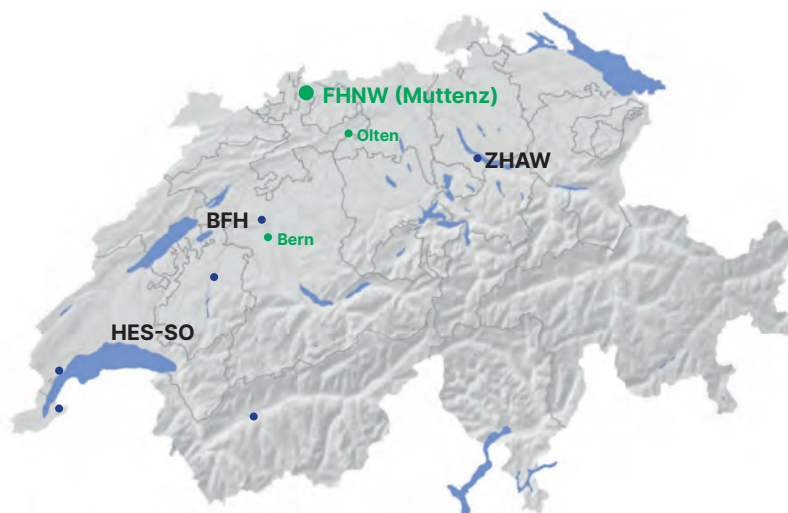 FHNW (Muttenz)
Olten
ZHAW
BFH
Bern
HES-SO